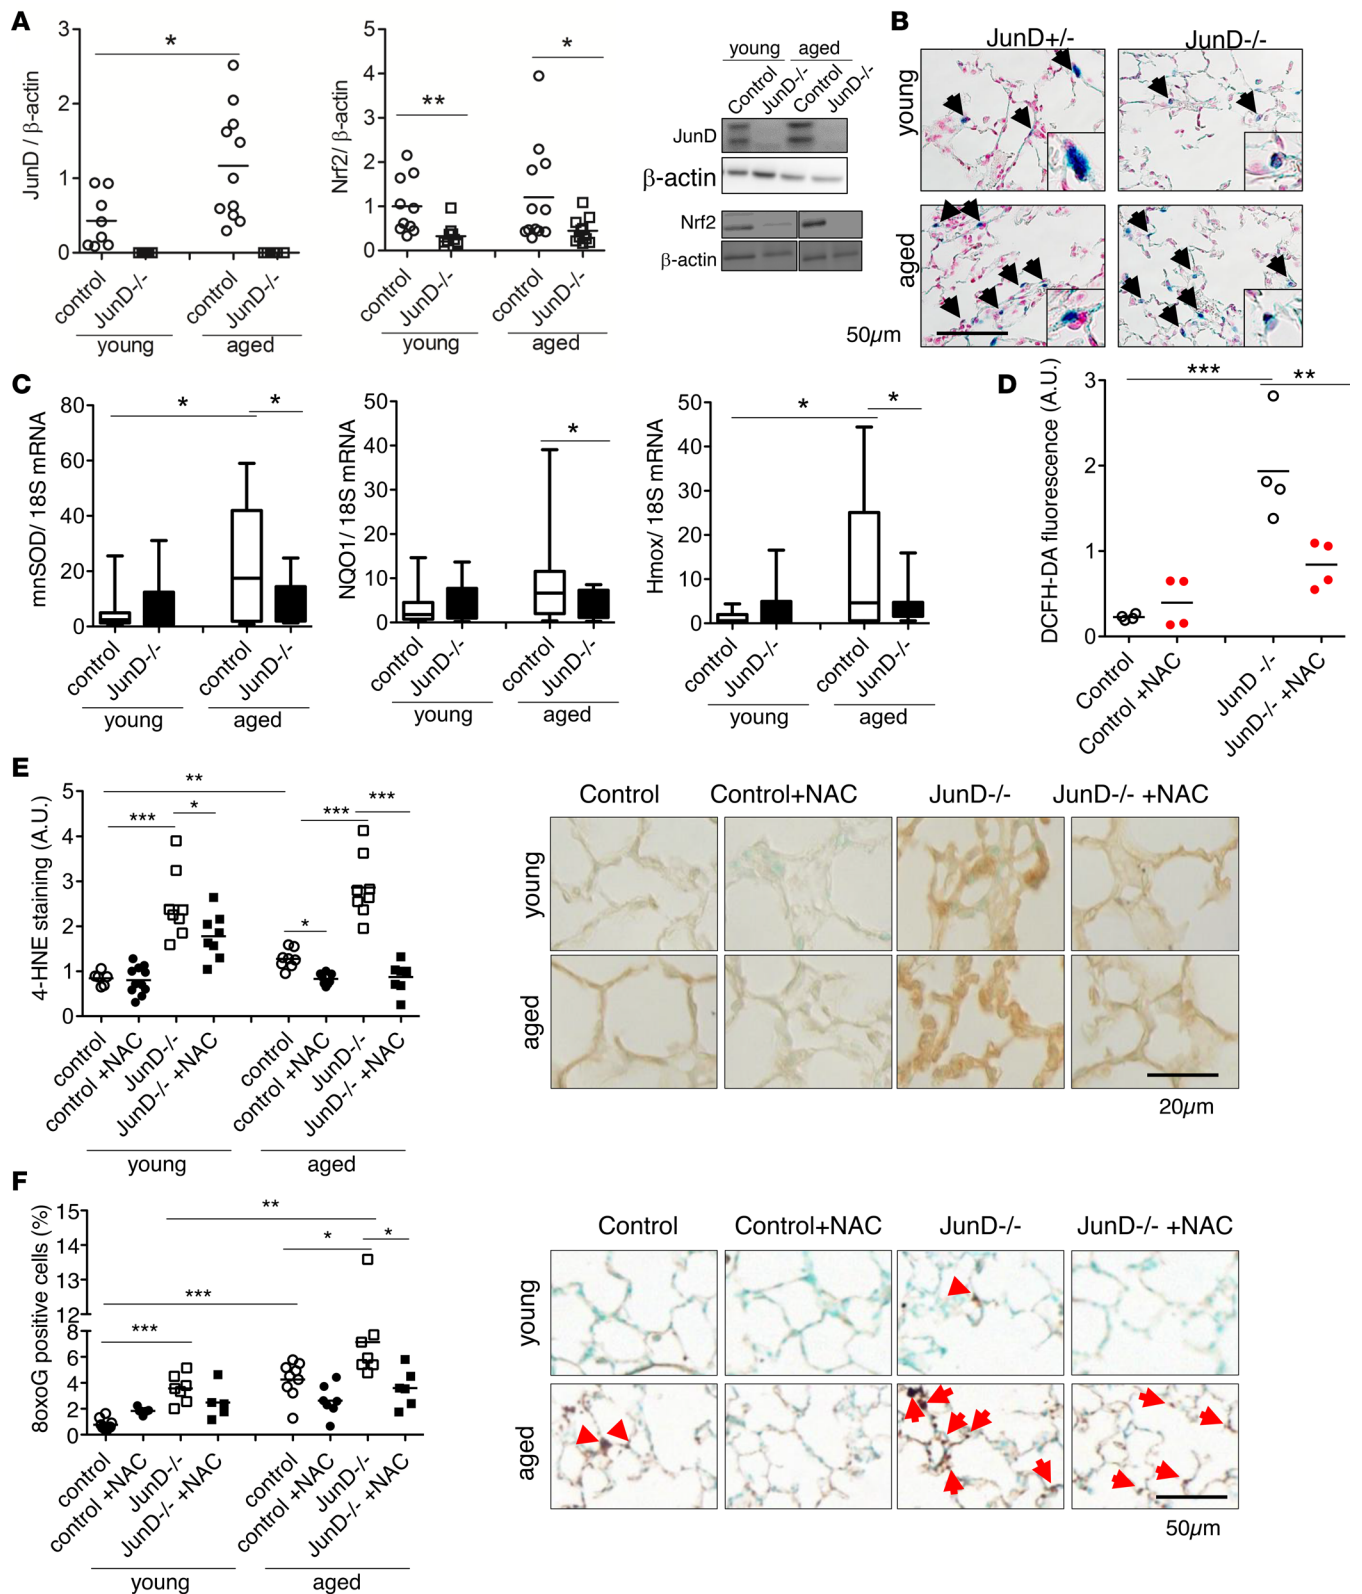 A
JunD / β-actin
3
2
1
0
*
control
JunD-/-
control
JunD-/-
young
aged
Nrf2/ β-actin
5
4
3
2
1
0
**
*
control
JunD-/-
control
JunD-/-
young
aged
young
aged
Control
JunD-/-
Control
JunD-/-
JunD
β-actin
Nrf2
β-actin
B
JunD+/-
JunD-/-
young
aged
50µm
C
mnSOD/ 18S mRNA
80
60
40
20
0
*
*
control
JunD-/-
control
JunD-/-
young
aged
NQO1/ 18S mRNA
50
40
30
20
10
0
*
control
JunD-/-
control
JunD-/-
young
aged
Hmox/ 18S mRNA
50
40
30
20
10
0
*
*
control
JunD-/-
control
JunD-/-
young
aged
D
DCFH-DA fluorescence (A.U.)
3
2
1
0
***
**
Control
Control +NAC
JunD -/-
JunD-/- +NAC
E
4-HNE staining (A.U.)
5
4
3
2
1
0
**
***
*
*
***
***
control
control +NAC
JunD-/-
JunD-/- +NAC
control
control +NAC
JunD-/-
JunD-/- +NAC
young
aged
Control
Control+NAC
JunD-/-
JunD-/- +NAC
young
aged
20µm
F
8oxoG positive cells (%)
15
14
13
12
8
6
4
2
0
**
*
*
***
***
control
control +NAC
JunD-/-
JunD-/- +NAC
control
control +NAC
JunD-/-
JunD-/- +NAC
young
aged
Control
Control+NAC
JunD-/-
JunD-/- +NAC
young
aged
50µm